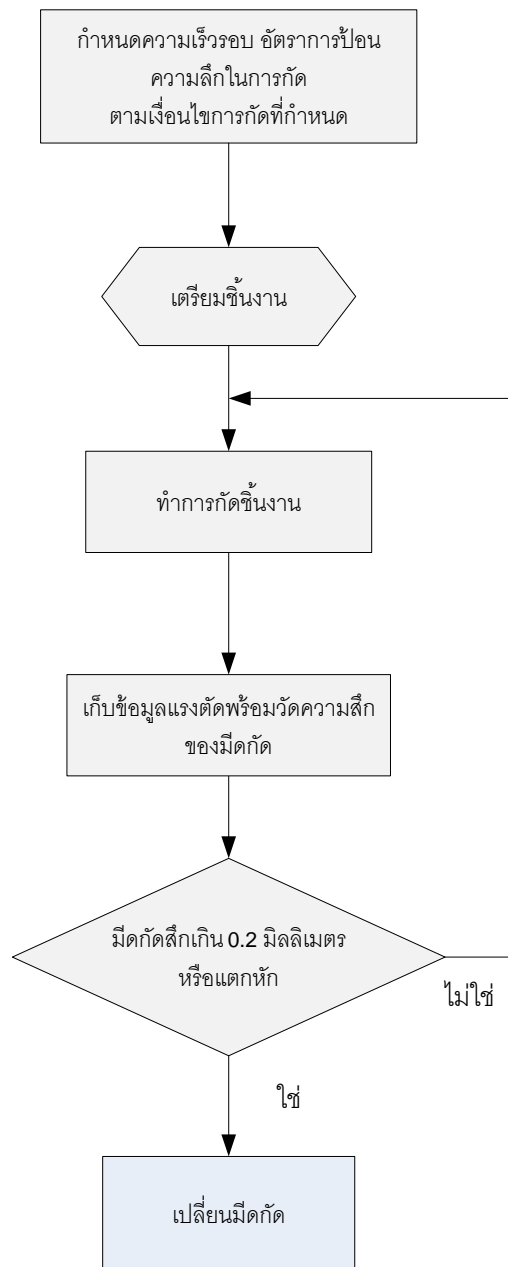 กำหนดความเร็วรอบ อัตราการป้อน
ความลึกในการกัด
ตามเงื่อนไขการกัดที่กำหนด
เตรียมชิ้นงาน
ทำการกัดชิ้นงาน
เก็บข้อมูลแรงตัดพร้อมวัดความสึก
ของมีดกัด
มีดกัดสึกเกิน 0.2 มิลลิเมตร
หรือแตกหัก
ไม่ใช่
ใช่
เปลี่ยนมีดกัด